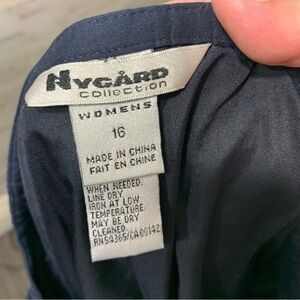 NYGÅRD
COLLECTION
WOMENS
16
MADE IN CHINA
FAIT EN CHINE
WHEN NEEDED,
LINE DRY
IRON AT LOW
TEMPERATURE.
MAY BE DRY
CLEANED.
RN54365/CA00142